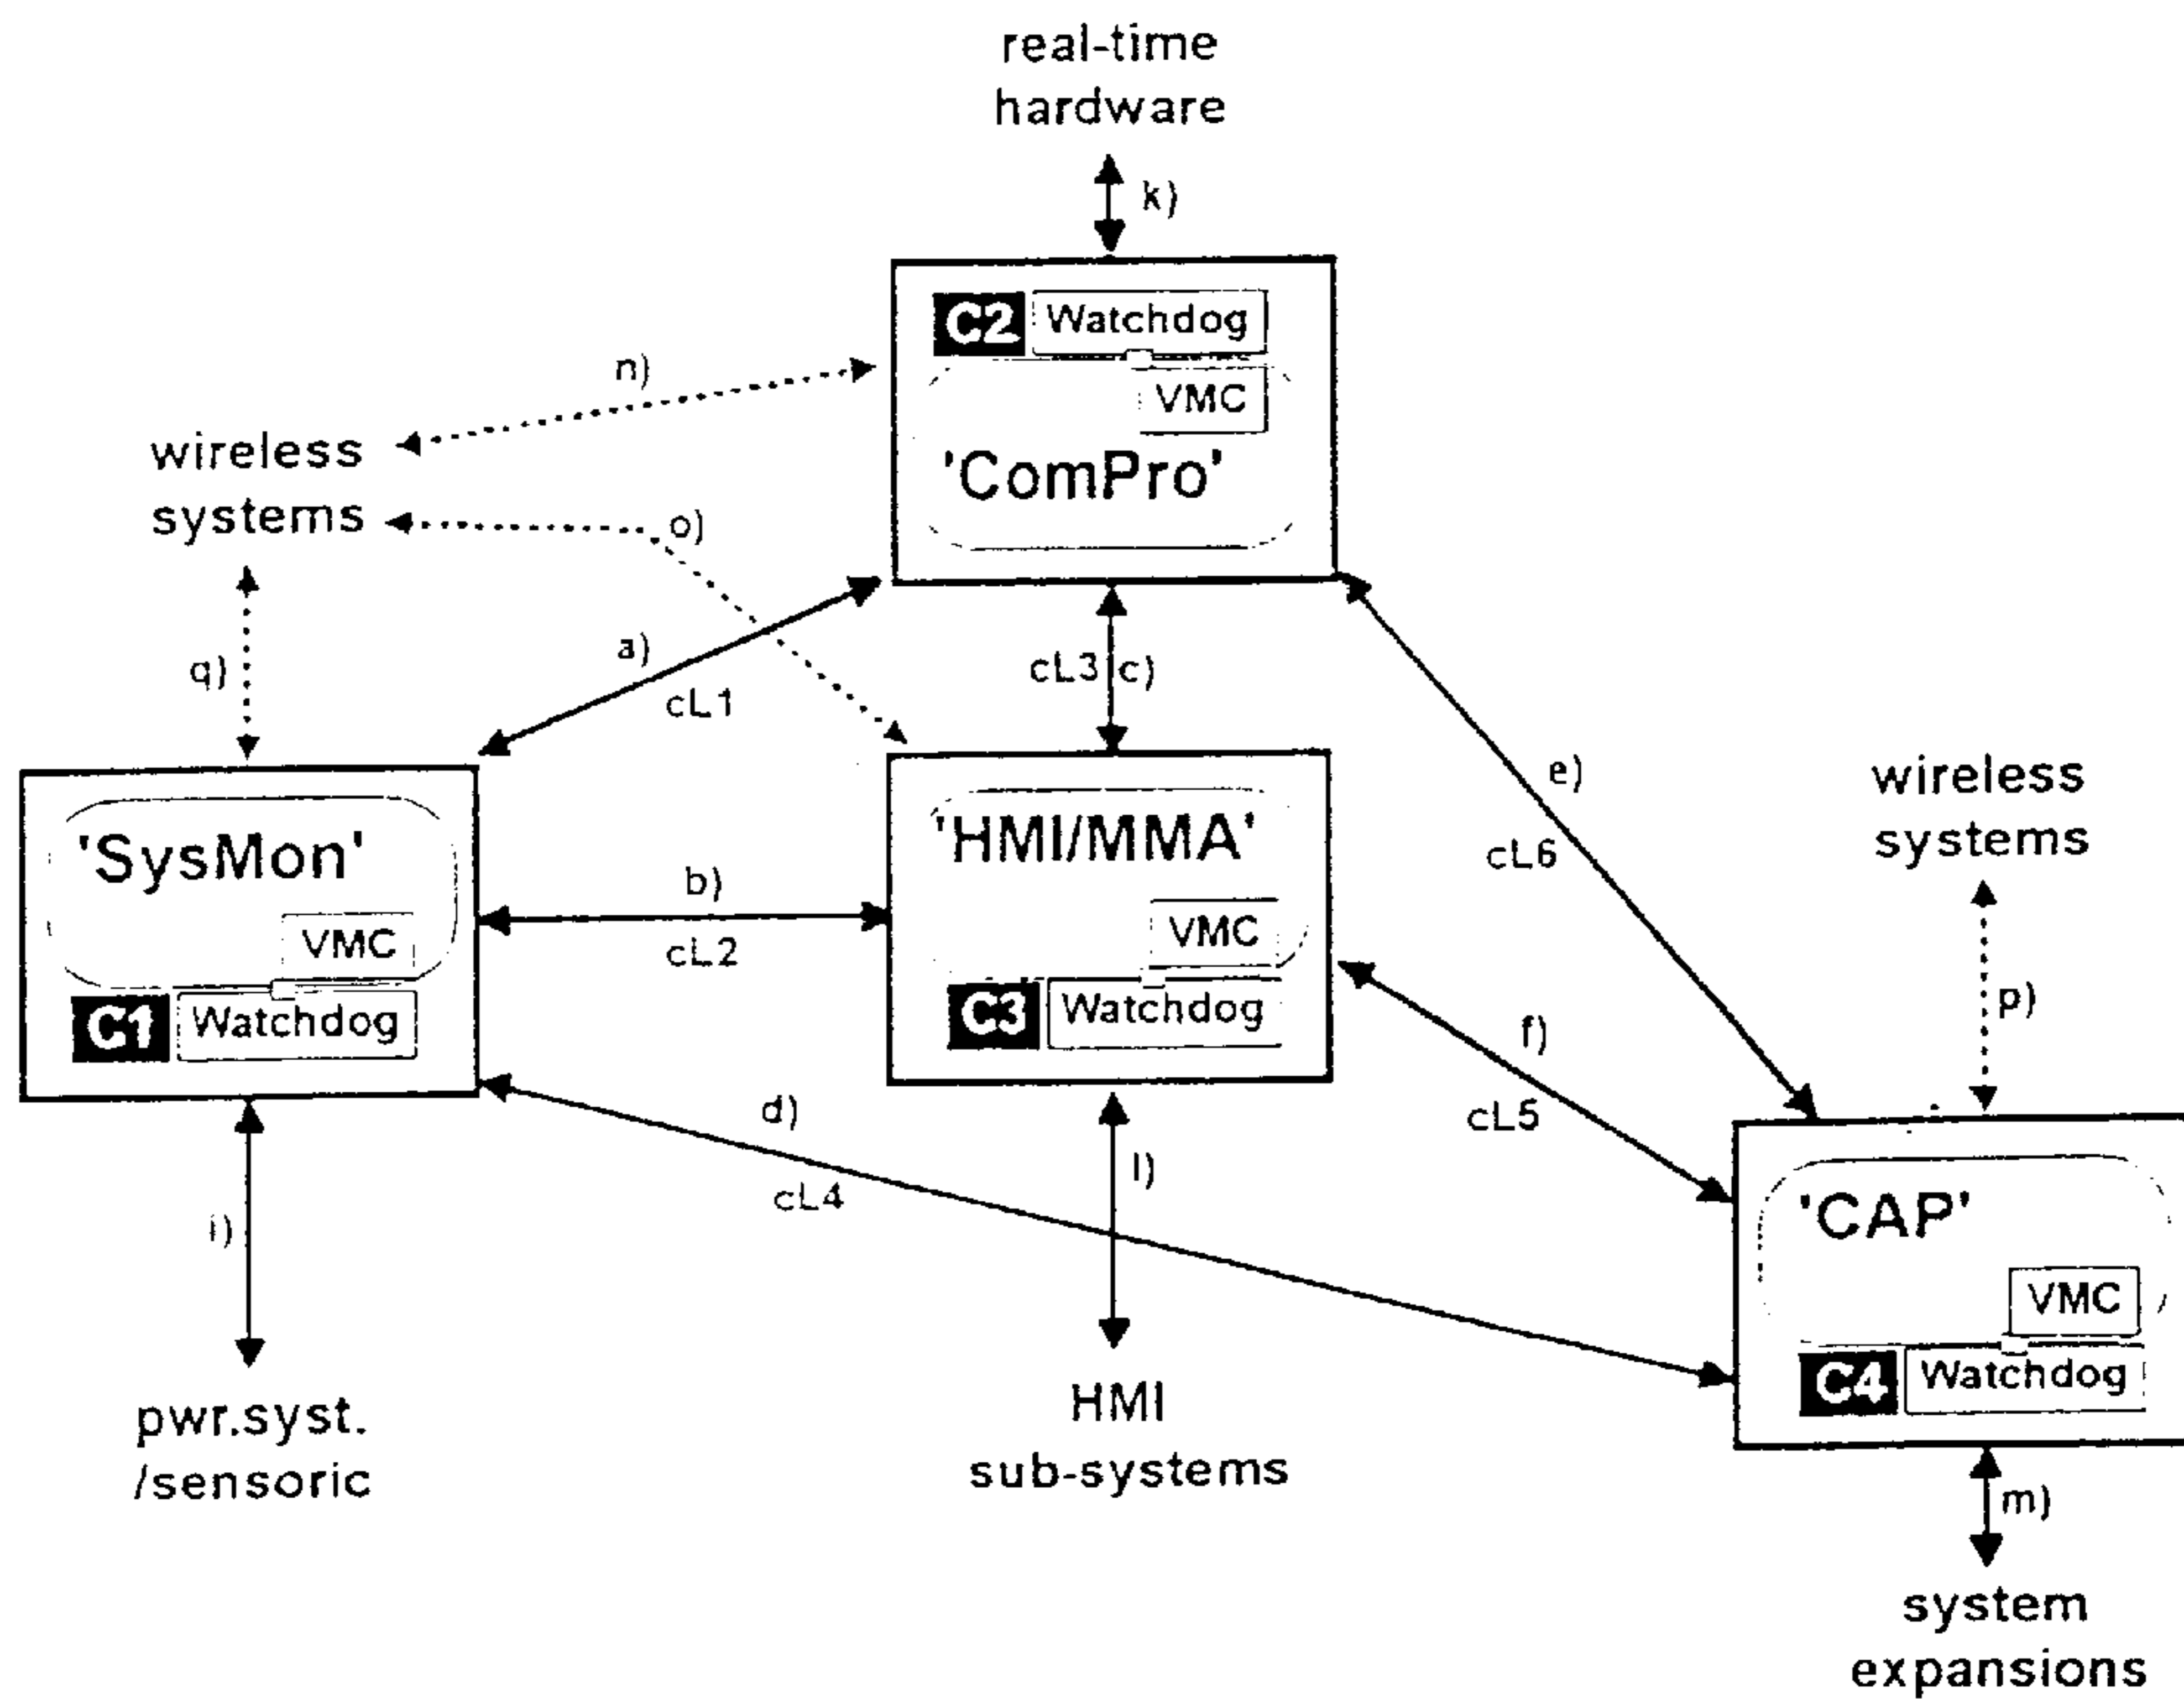 real-time
hardware
k)
C2 Watchdog
VMC
'ComPro'
n)
wireless
systems
o)
a)
cL1
cL3 c)
q)
e)
cL6
wireless
systems
p)
'SysMon'
VMC
C1 Watchdog
b)
cL2
'HMI/MMA'
VMC
C3 Watchdog
f)
cL5
d)
cL4
l)
i)
'CAP'
VMC
C4 Watchdog
pwr.syst.
/sensoric
HMI
sub-systems
m)
system
expansions